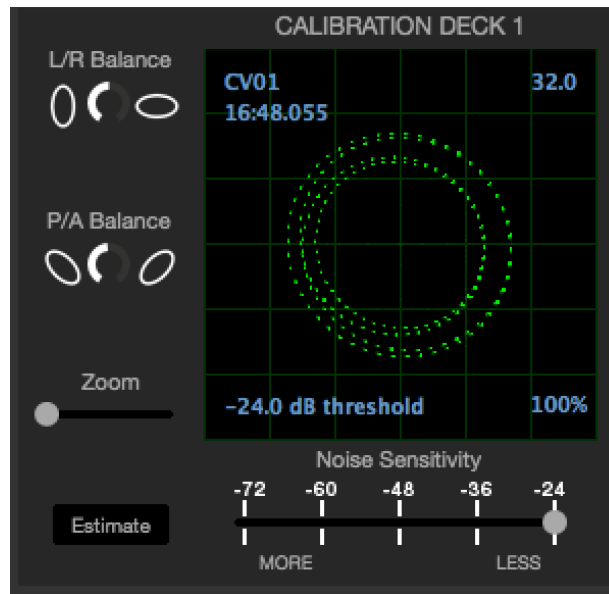 CALIBRATION DECK 1
L/R Balance
CV01
32.0
16:48.055
P/A Balance
Zoom
-24.0 dB threshold
100%
Noise Sensitivity
-72 -60 -48 -36 -24
Estimate
MORE LESS